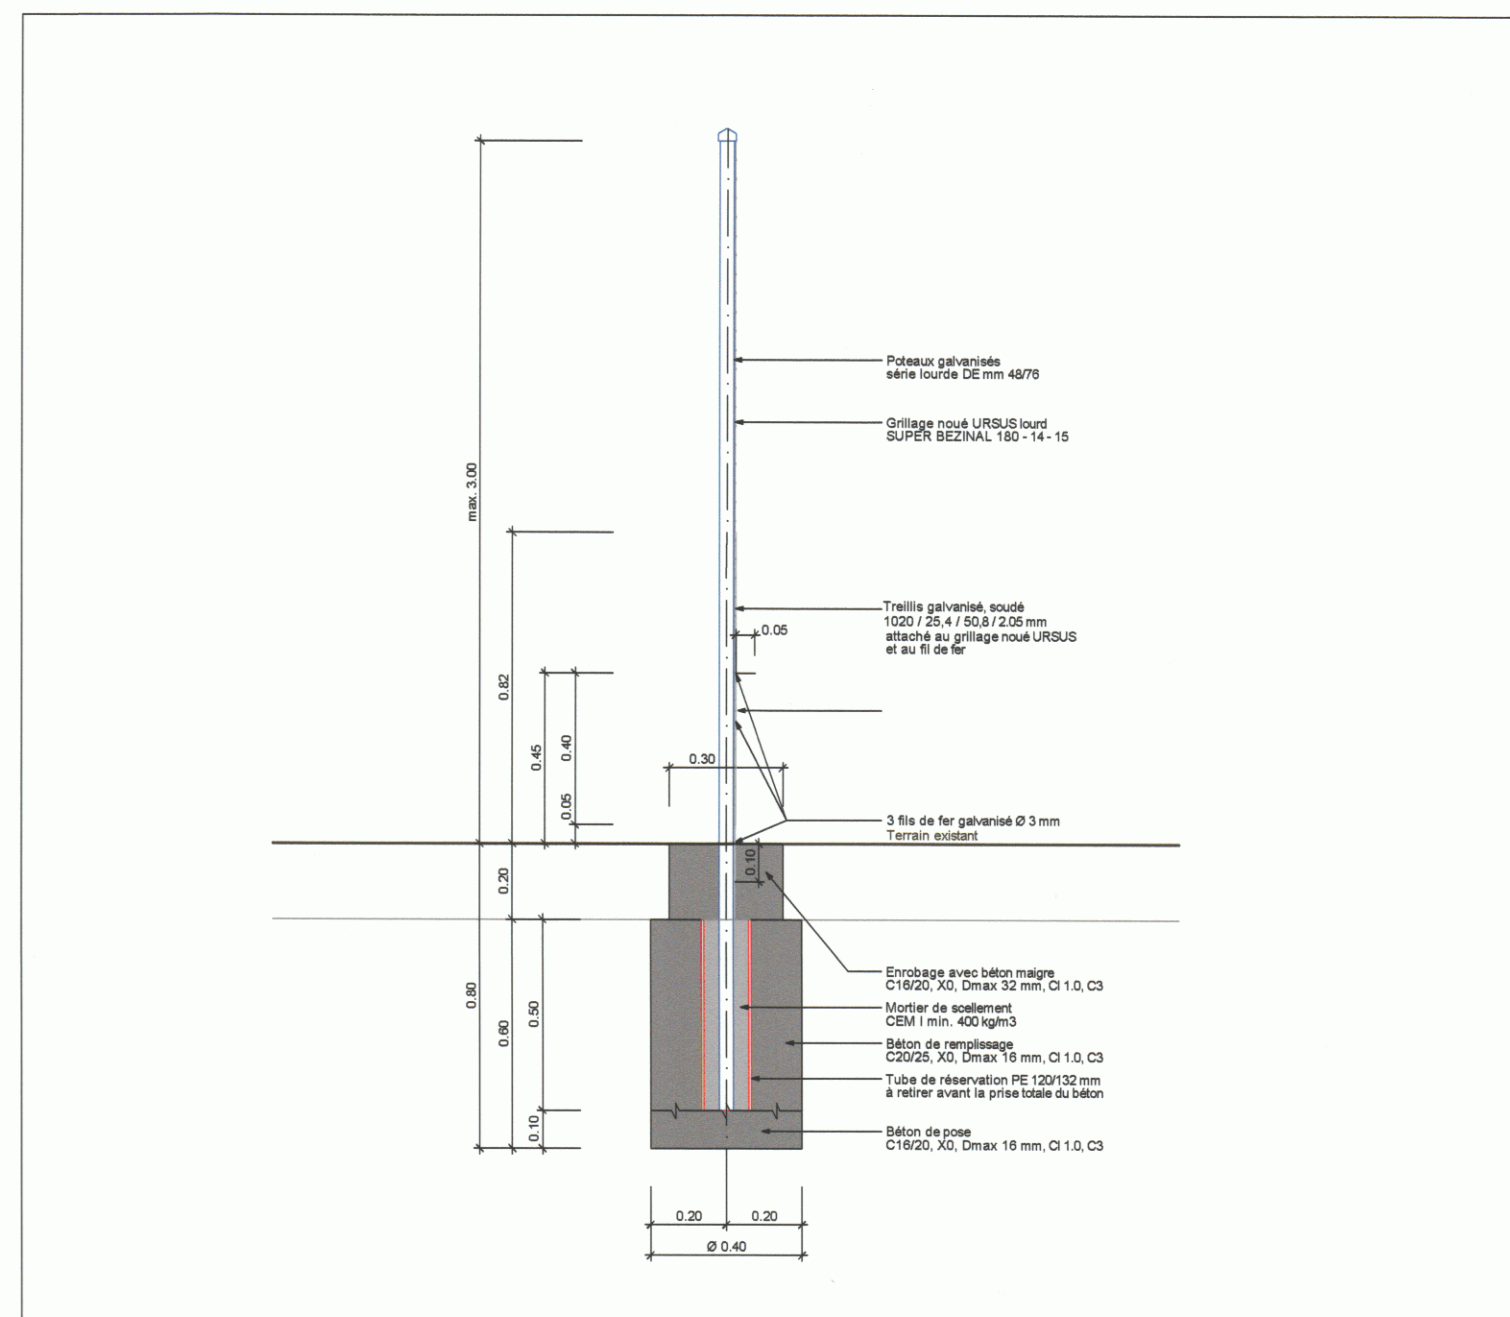 max. 3.00
Poteaux galvanisés
série lourde DE mm 48/76
Grillage noué URSUS lourd
SUPER BEZINAL 180 - 14 - 15
Treillis galvanisé, soudé
1020 / 25,4 / 50,8 / 2.05 mm
attaché au grillage noué URSUS
et au fil de fer
0.05
0.82
0.45
0.40
0.05
0.30
3 fils de fer galvanisé Ø 3 mm
Terrain existant
0.10
0.20
0.80
0.60
0.50
0.10
Enrobage avec béton maigre
C16/20, X0, Dmax 32 mm, Cl 1.0, C3
Mortier de scellement
CEM I min. 400 kg/m3
Béton de remplissage
C20/25, X0, Dmax 16 mm, Cl 1.0, C3
Tube de réservation PE 120/132 mm
à retirer avant la prise totale du béton
Béton de pose
C16/20, X0, Dmax 16 mm, Cl 1.0, C3
0.20 0.20
Ø 0.40